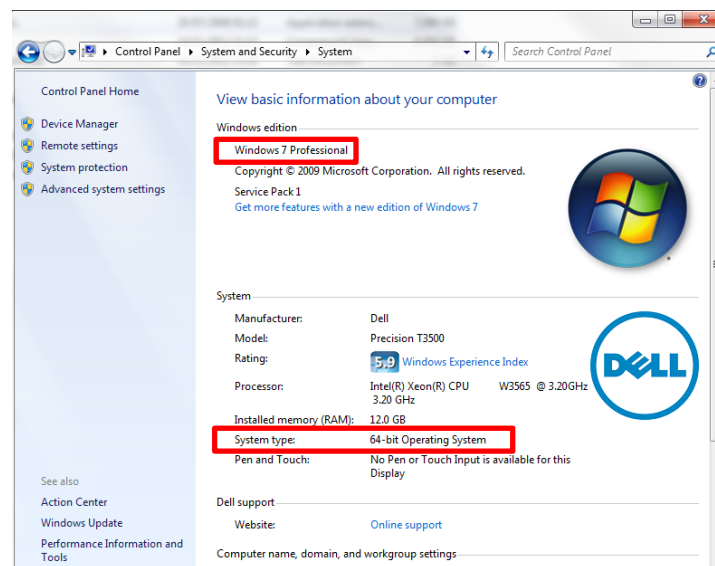 Control Panel ▸ System and Security ▸ System
Search Control Panel
Control Panel Home
Device Manager
Remote settings
System protection
Advanced system settings
See also
Action Center
Windows Update
Performance Information and
Tools
View basic information about your computer
Windows edition
Windows 7 Professional
Copyright © 2009 Microsoft Corporation. All rights reserved.
Service Pack 1
Get more features with a new edition of Windows 7
System
Manufacturer: Dell
Model: Precision T3500
Rating: 5,9 Windows Experience Index
Processor: Intel(R) Xeon(R) CPU W3565 @ 3.20GHz
3.20 GHz
Installed memory (RAM): 12.0 GB
System type: 64-bit Operating System
Pen and Touch: No Pen or Touch Input is available for this
Display
DELL
Dell support
Website: Online support
Computer name, domain, and workgroup settings